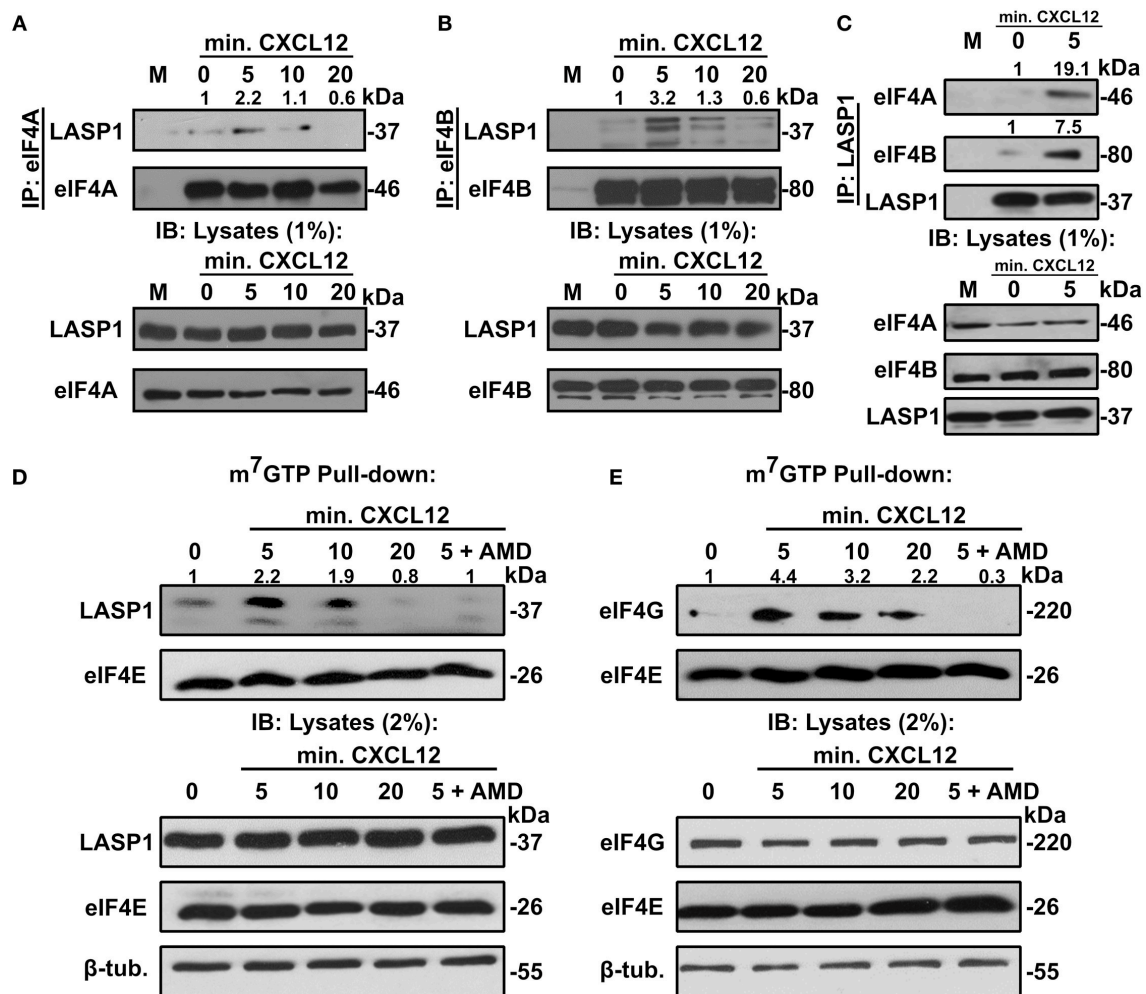 A
min. CXCL12
M 0 5 10 20
1 2.2 1.1 0.6 kDa
IP: eIF4A
LASP1 -37
eIF4A -46
IB: Lysates (1%):
min. CXCL12
M 0 5 10 20 kDa
LASP1 -37
eIF4A -46
B
min. CXCL12
M 0 5 10 20
1 3.2 1.3 0.6 kDa
IP: eIF4B
LASP1 -37
eIF4B -80
IB: Lysates (1%):
min. CXCL12
M 0 5 10 20 kDa
LASP1 -37
eIF4B -80
C
min. CXCL12
M 0 5
1 19.1 kDa
IP: LASP1
eIF4A -46
1 7.5
eIF4B -80
LASP1 -37
IB: Lysates (1%):
min. CXCL12
M 0 5 kDa
eIF4A -46
eIF4B -80
LASP1 -37
D
m7GTP Pull-down:
min. CXCL12
0 5 10 20 5 + AMD
1 2.2 1.9 0.8 1 kDa
LASP1 -37
eIF4E -26
IB: Lysates (2%):
min. CXCL12
0 5 10 20 5 + AMD
kDa
LASP1 -37
eIF4E -26
β-tub. -55
E
m7GTP Pull-down:
min. CXCL12
0 5 10 20 5 + AMD
1 4.4 3.2 2.2 0.3 kDa
eIF4G -220
eIF4E -26
IB: Lysates (2%):
min. CXCL12
0 5 10 20 5 + AMD
kDa
eIF4G -220
eIF4E -26
β-tub. -55